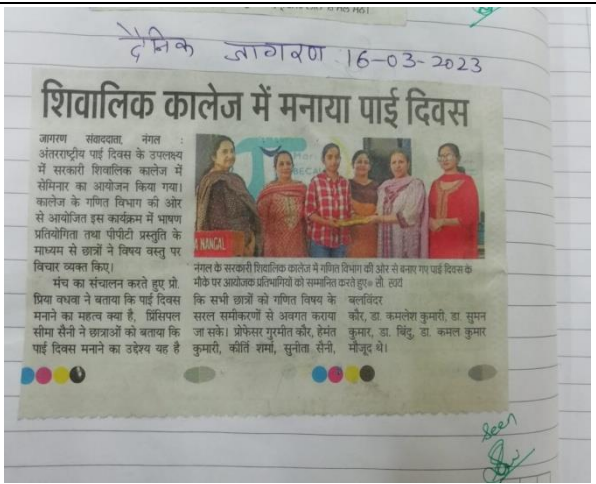 दैनिक जागरण 16-03-2023
शिवालिक कालेज में मनाया पाई दिवस
जागरण संवाददाता, नंगल :
अंतरराष्ट्रीय पाई दिवस के उपलक्ष्य
में सरकारी शिवालिक कालेज में
सेमिनार का आयोजन किया गया।
कालेज के गणित विभाग की ओर
से आयोजित इस कार्यक्रम में भाषण
प्रतियोगिता तथा पीपीटी प्रस्तुति के
माध्यम से छात्रों ने विषय वस्तु पर
विचार व्यक्त किए।
मंच का संचालन करते हुए प्रो.
प्रिया वधवा ने बताया कि पाई दिवस
मनाने का महत्व क्या है, प्रिंसिपल
सीमा सैनी ने छात्राओं को बताया कि
पाई दिवस मनाने का उद्देश्य यह है
BECAU
A NANGAL
नंगल के सरकारी शिवालिक कालेज में गणित विभाग की ओर से बनाए गए पाई दिवस के
मौके पर आयोजक प्रतिभागियों को सम्मानित करते हुए॰ सौ.
कि सभी छात्रों को गणित विषय के
सरल समीकरणों से अवगत कराया
जा सके। प्रोफेसर गुरमीत कौर, हेमंत
कुमारी, कीर्ति शर्मा, सुनीता सैनी,
बलविंदर
कौर, डा. कमलेश कुमारी, डा. सुमन
कुमार, डा. बिंदु, डा. कमल कुमार
मौजूद थे।
seen